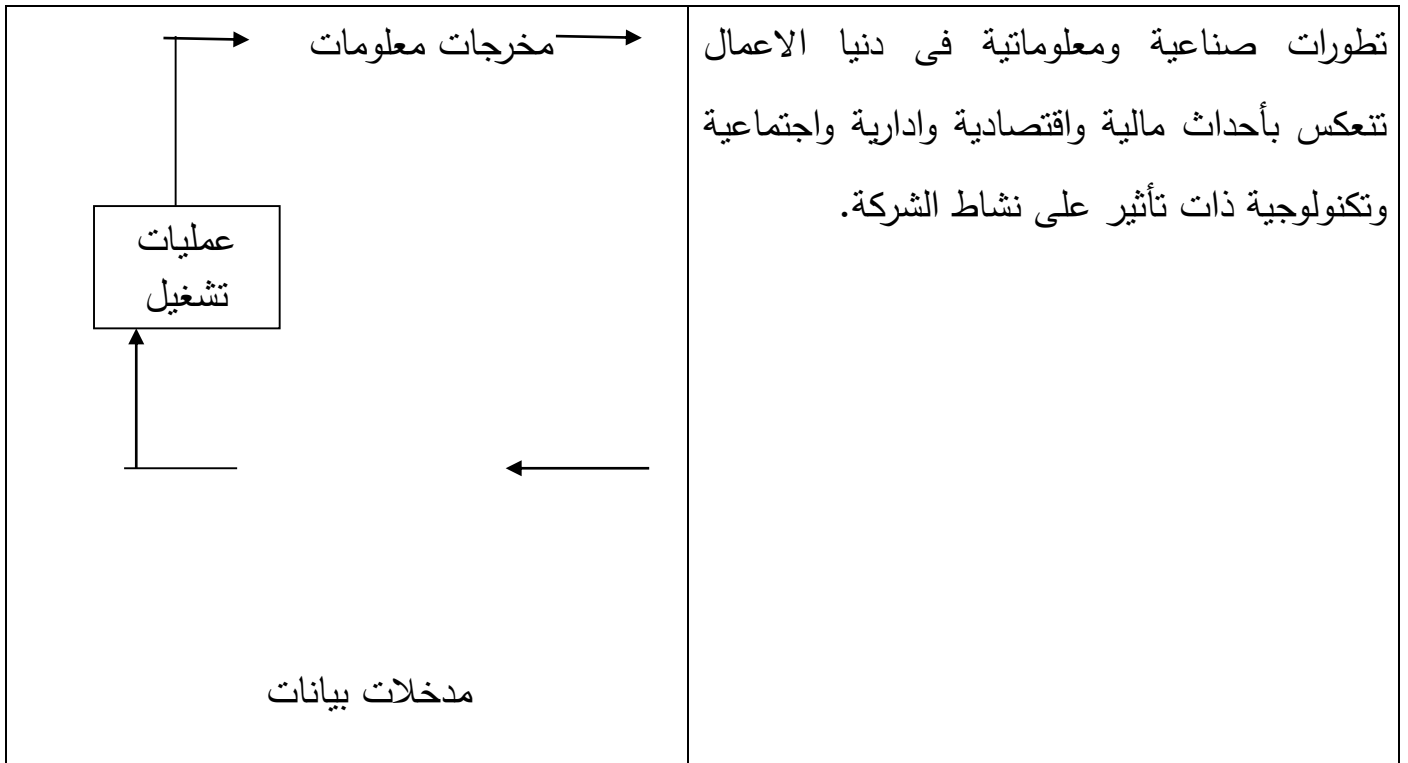 تطورات صناعية ومعلوماتية فى دنيا الاعمال
تتعكس بأحداث مالية واقتصادية وادارية واجتماعية
وتكنولوجية ذات تأثير على نشاط الشركة.
مخرجات معلومات
عمليات
تشغيل
مدخلات بيانات